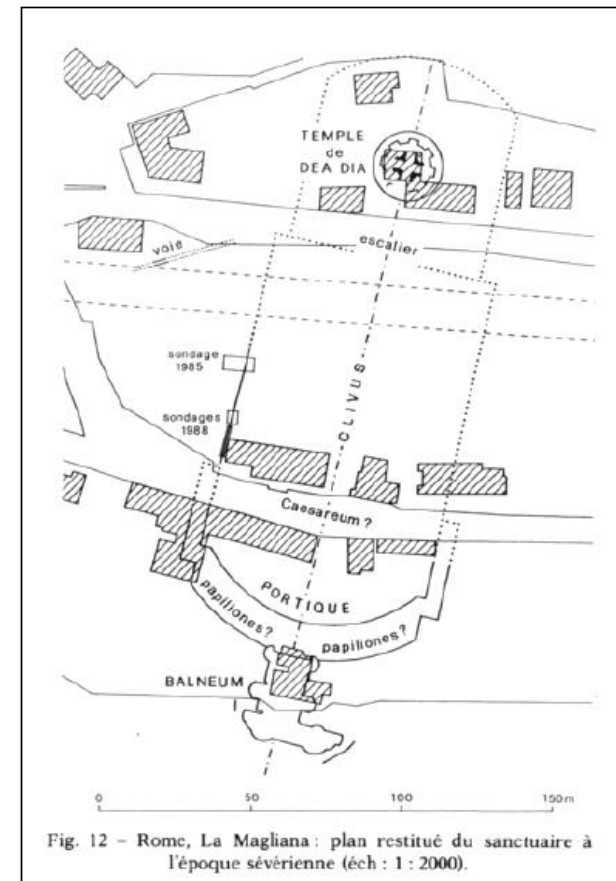 TEMPLE
de
DEA DIA
escalier
voie
sondage
1985
CLIVUS
sondages
1988
Caesareum ?
PORTIQUE
papiliones ?
papiliones ?
BALNEUM
0 50 100 150 m
Fig. 12 – Rome, La Magliana : plan restitué du sanctuaire à
l'époque sévérienne (éch : 1 : 2000).